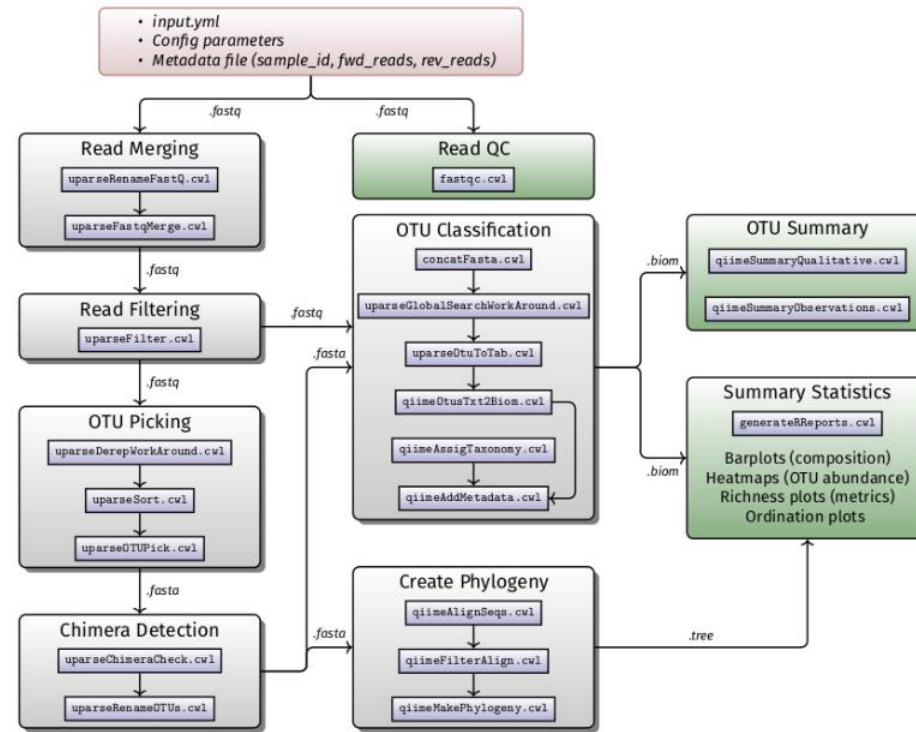 • input.yml
• Config parameters
• Metadata file (sample_id, fwd_reads, rev_reads)
.fastq
.fastq
Read Merging
uparseRenameFastQ.cwl
uparseFastqMerge.cwl
.fastq
Read QC
fastqc.cwl
Read Filtering
uparseFilter.cwl
.fastq
.fastq
OTU Picking
uparseDerepWorkAround.cwl
uparseSort.cwl
uparseOTUPick.cwl
.fasta
Chimera Detection
uparseChimeraCheck.cwl
uparseRenameOTUs.cwl
.fasta
.fasta
OTU Classification
concatFasta.cwl
uparseGlobalSearchWorkAround.cwl
uparseOtuToTab.cwl
qiimeOtusTxt2Biom.cwl
qiimeAssigTaxonomy.cwl
qiimeAddMetadata.cwl
.biom
.biom
Create Phylogeny
qiimeAlignSeqs.cwl
qiimeFilterAlign.cwl
qiimeMakePhylogeny.cwl
.tree
OTU Summary
qiimeSummaryQualitative.cwl
qiimeSummaryObservations.cwl
Summary Statistics
generateRReports.cwl
Barplots (composition)
Heatmaps (OTU abundance)
Richness plots (metrics)
Ordination plots